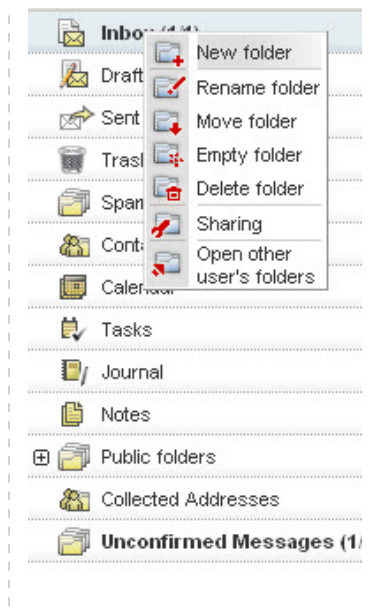 Inbox (1/1)
New folder
Draft
Rename folder
Sent
Move folder
Empty folder
Delete folder
Sharing
Open other
user's folders
Calendar
Tasks
Journal
Notes
Public folders
Collected Addresses
Unconfirmed Messages (1/